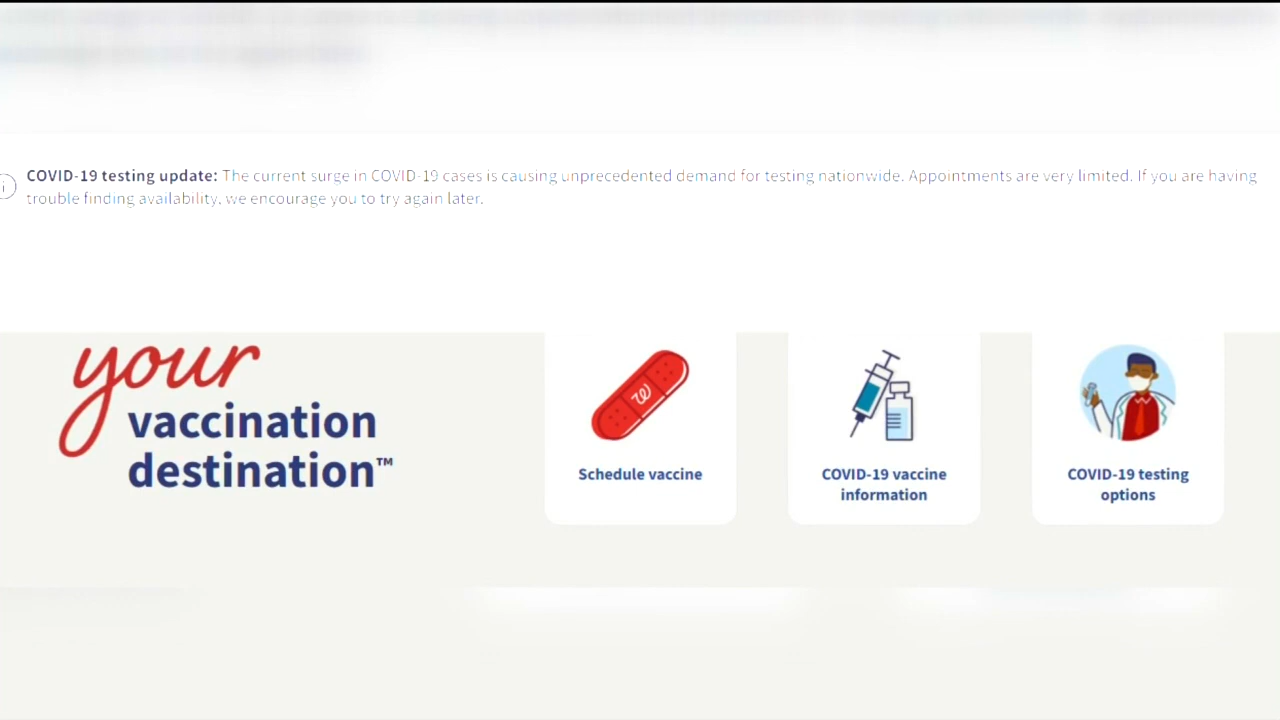 COVID-19 testing update: The current surge in COVID-19 cases is causing unprecedented demand for testing nationwide. Appointments are very limited. If you are having
trouble finding availability, we encourage you to try again later.
your
vaccination
destination™
Schedule vaccine
COVID-19 vaccine
information
COVID-19 testing
options